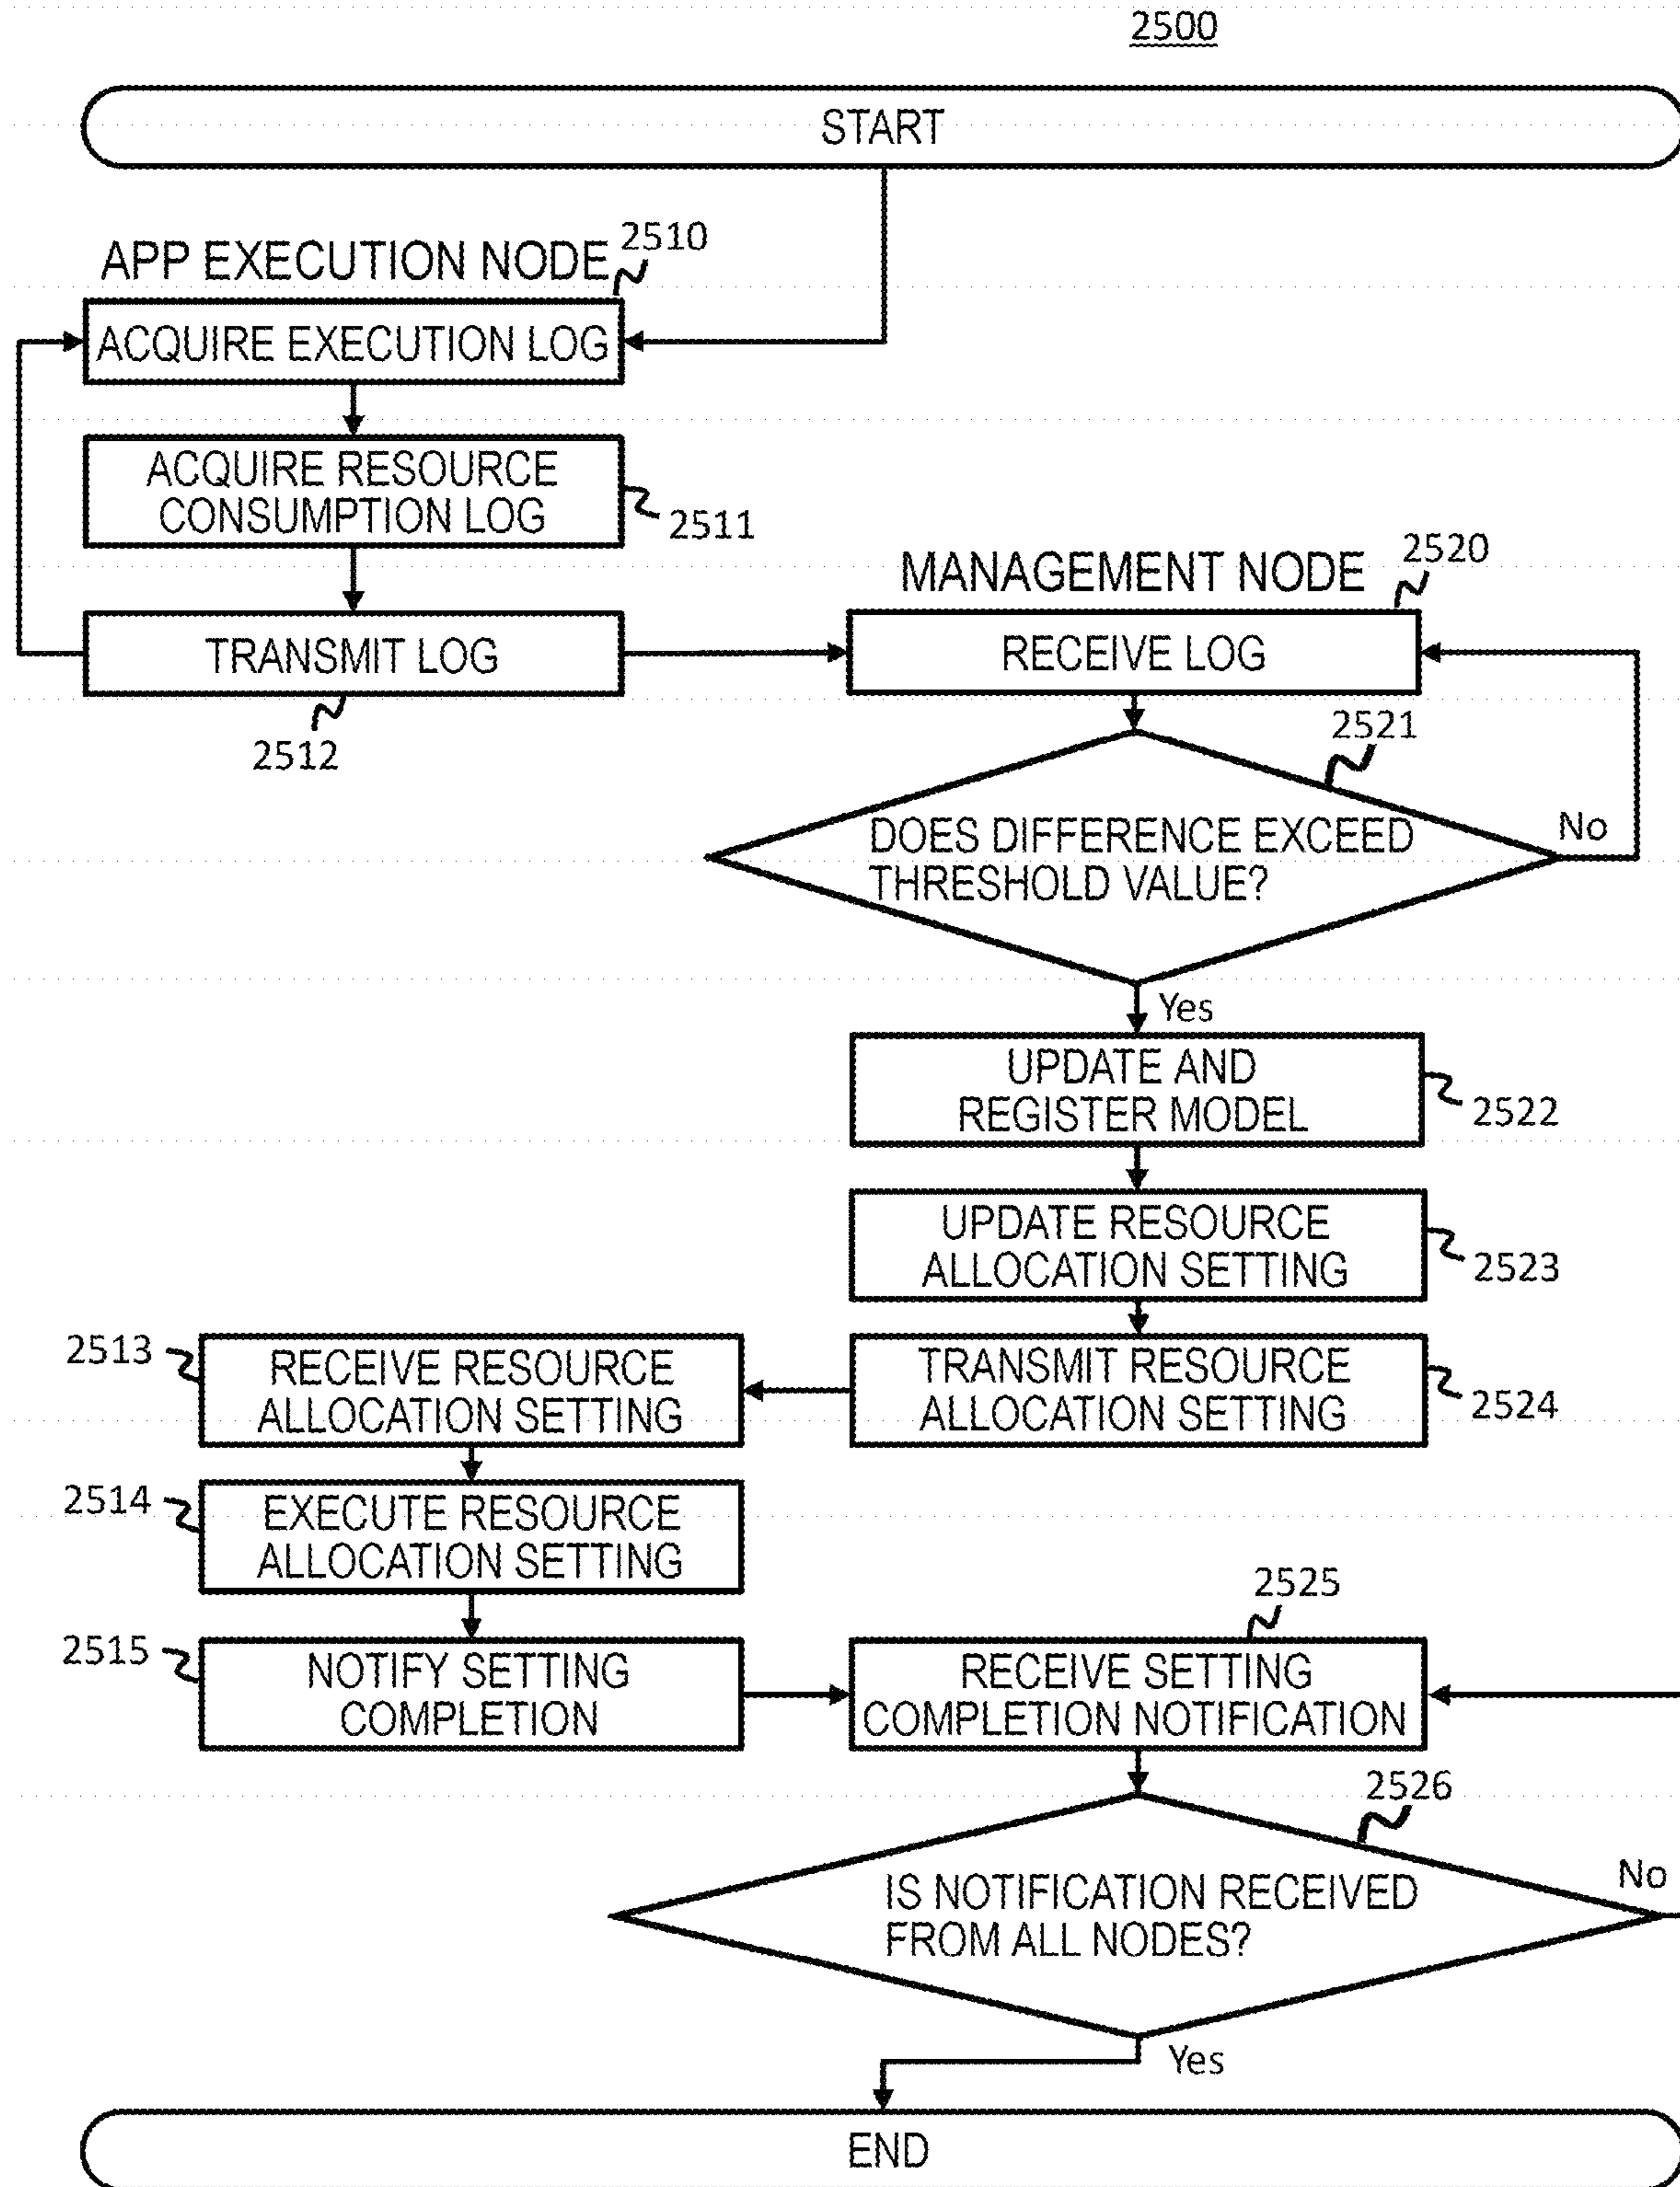 2500
START
APP EXECUTION NODE
2510
ACQUIRE EXECUTION LOG
ACQUIRE RESOURCE
CONSUMPTION LOG
2511
MANAGEMENT NODE
2520
TRANSMIT LOG
RECEIVE LOG
2512
2521
DOES DIFFERENCE EXCEED
THRESHOLD VALUE?
No
Yes
UPDATE AND
REGISTER MODEL
2522
UPDATE RESOURCE
ALLOCATION SETTING
2523
2513
RECEIVE RESOURCE
ALLOCATION SETTING
TRANSMIT RESOURCE
ALLOCATION SETTING
2524
2514
EXECUTE RESOURCE
ALLOCATION SETTING
2525
2515
NOTIFY SETTING
COMPLETION
RECEIVE SETTING
COMPLETION NOTIFICATION
2526
IS NOTIFICATION RECEIVED
FROM ALL NODES?
No
Yes
END